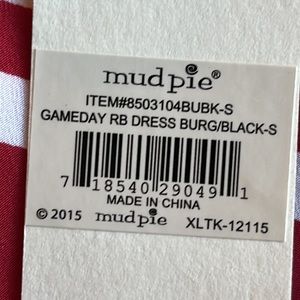 mudpie®
ITEM#8503104BUBK-S
GAMEDAY RB DRESS BURG/BLACK-S
7 18540 29049 1
MADE IN CHINA
© 2015 mudpie XLTK-12115